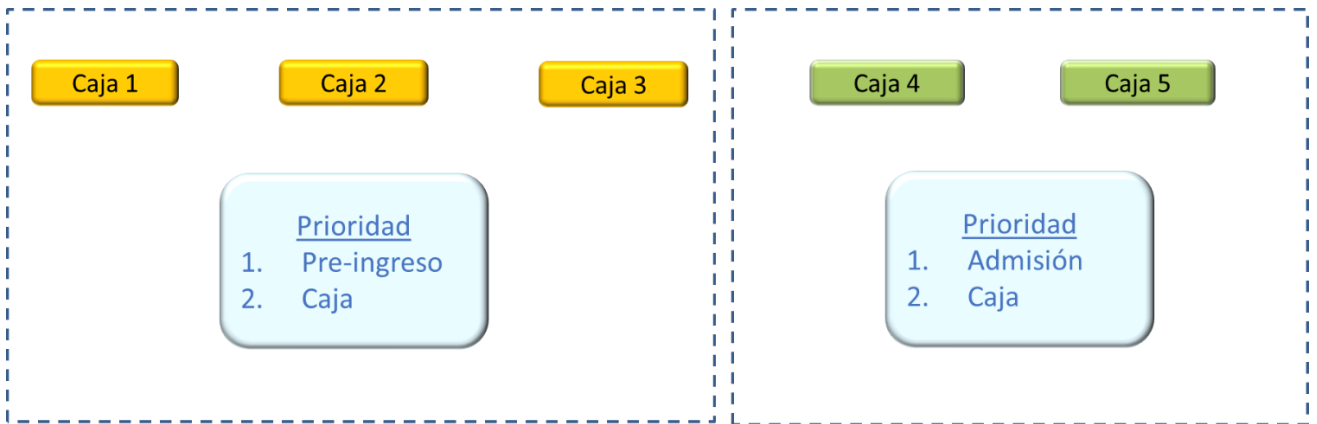 Caja 1
Caja 2
Caja 3
Prioridad
1. Pre-ingreso
2. Caja
Caja 4
Caja 5
Prioridad
1. Admisión
2. Caja